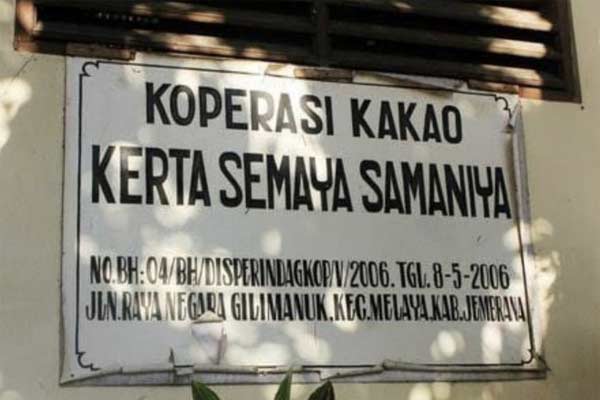 KOPERASI KAKAO
KERTA SEMAYA SAMANIYA
NO.BH:04/BH/DISPERINDAGKOP/V/2006. TGL. 8-5-2006
JLN.RAYA NEGARA GILIMANUK,KEC.MELAYA,KAB.JEMBRANA